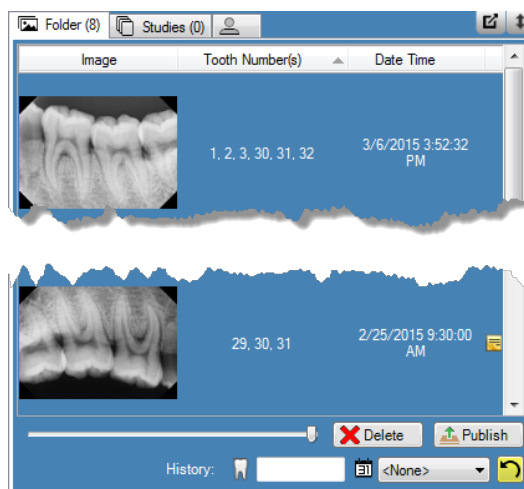 Folder (8) Studies (0)
Image Tooth Number(s) Date Time
1, 2, 3, 30, 31, 32 3/6/2015 3:52:32
PM
29, 30, 31 2/25/2015 9:30:00
AM
Delete Publish
History: 31 <None>